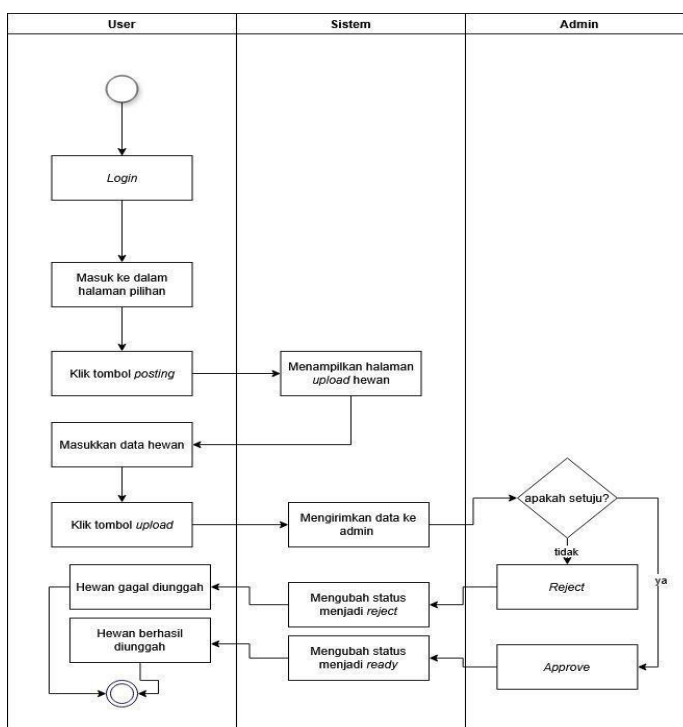 User
Sistem
Admin
Login
Masuk ke dalam
halaman pilihan
Klik tombol posting
Menampilkan halaman
upload hewan
Masukkan data hewan
Klik tombol upload
Mengirimkan data ke
admin
apakah setuju?
tidak
ya
Hewan gagal diunggah
Mengubah status
menjadi reject
Reject
Hewan berhasil
diunggah
Mengubah status
menjadi ready
Approve